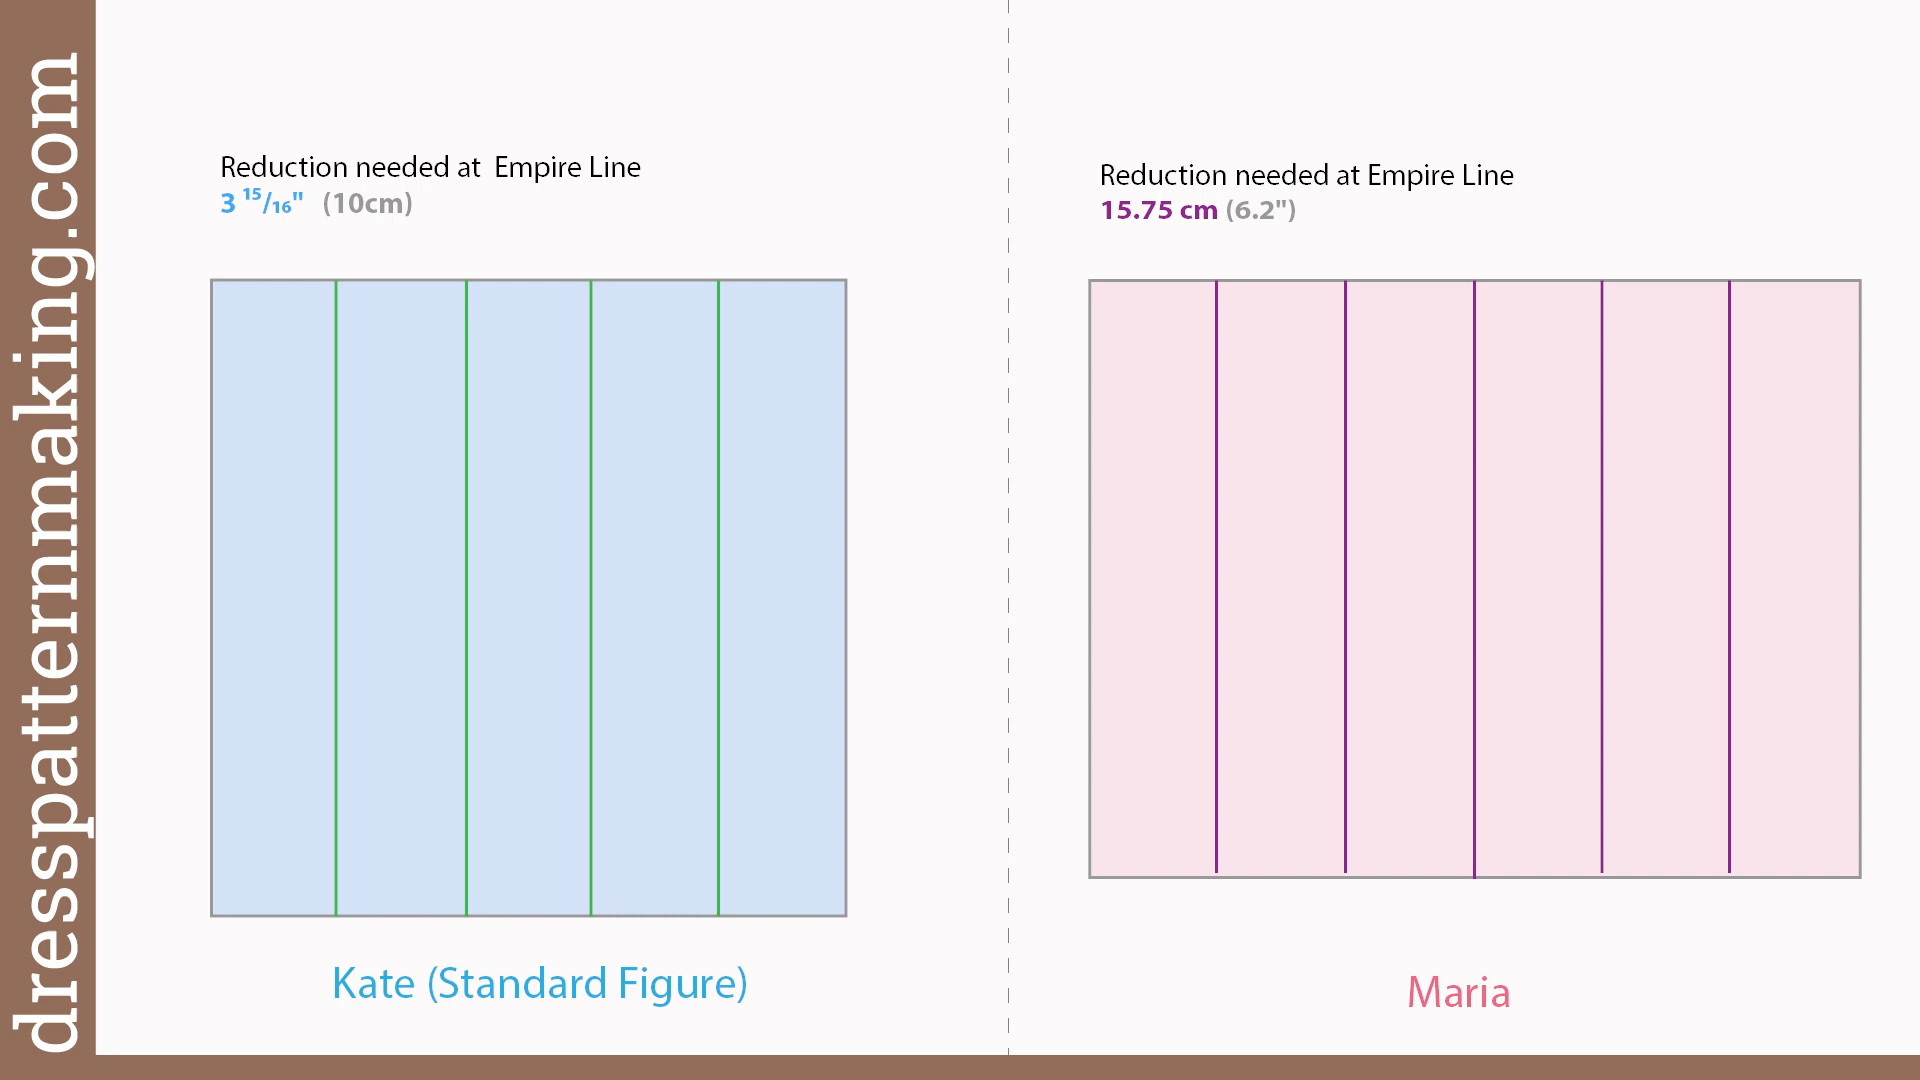 dresspatternmaking.com
Reduction needed at  Empire Line
3 15/16"  (10cm)
Kate (Standard Figure)
Reduction needed at Empire Line
15.75 cm (6.2")
Maria